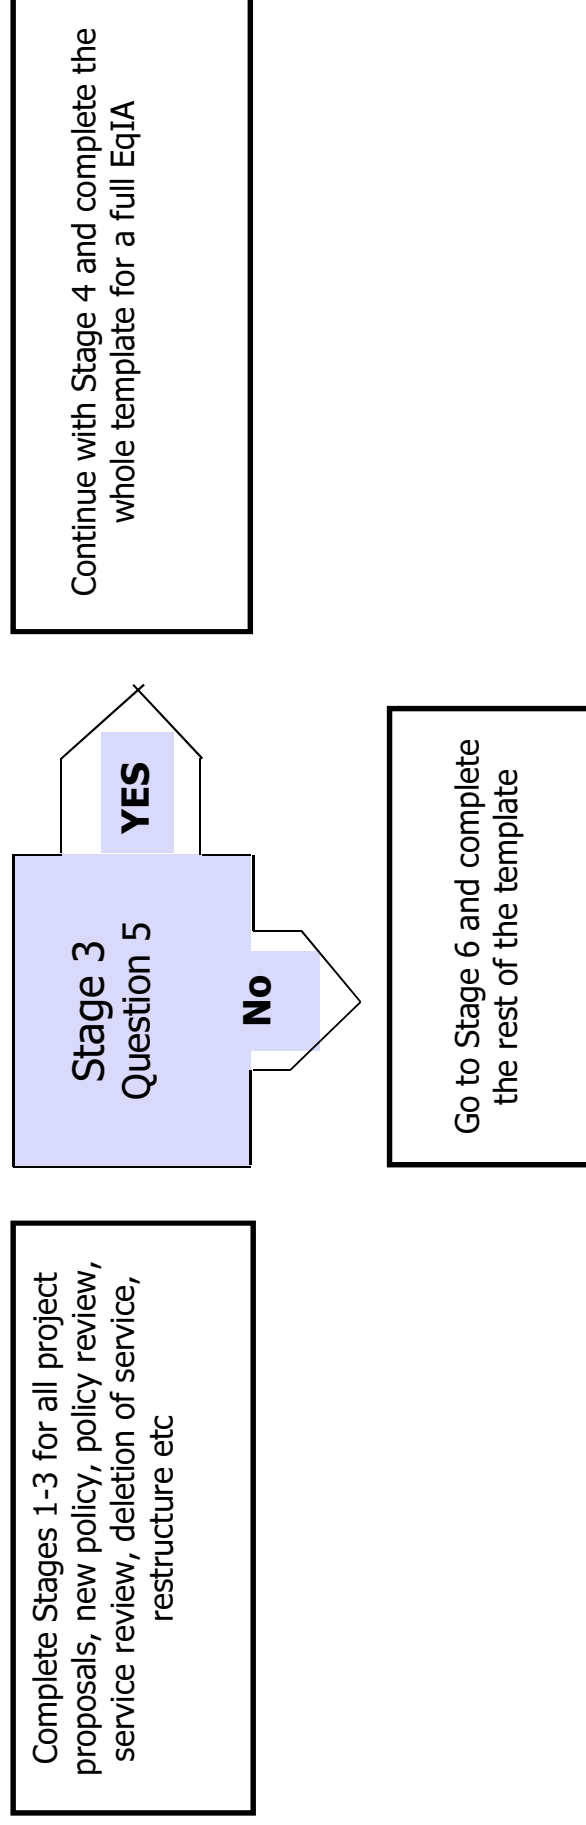 Complete Stages 1-3 for all project
proposals, new policy, policy review,
service review, deletion of service,
restructure etc
Stage 3
Question 5
YES
No
Continue with Stage 4 and complete the
whole template for a full EqIA
Go to Stage 6 and complete
the rest of the template